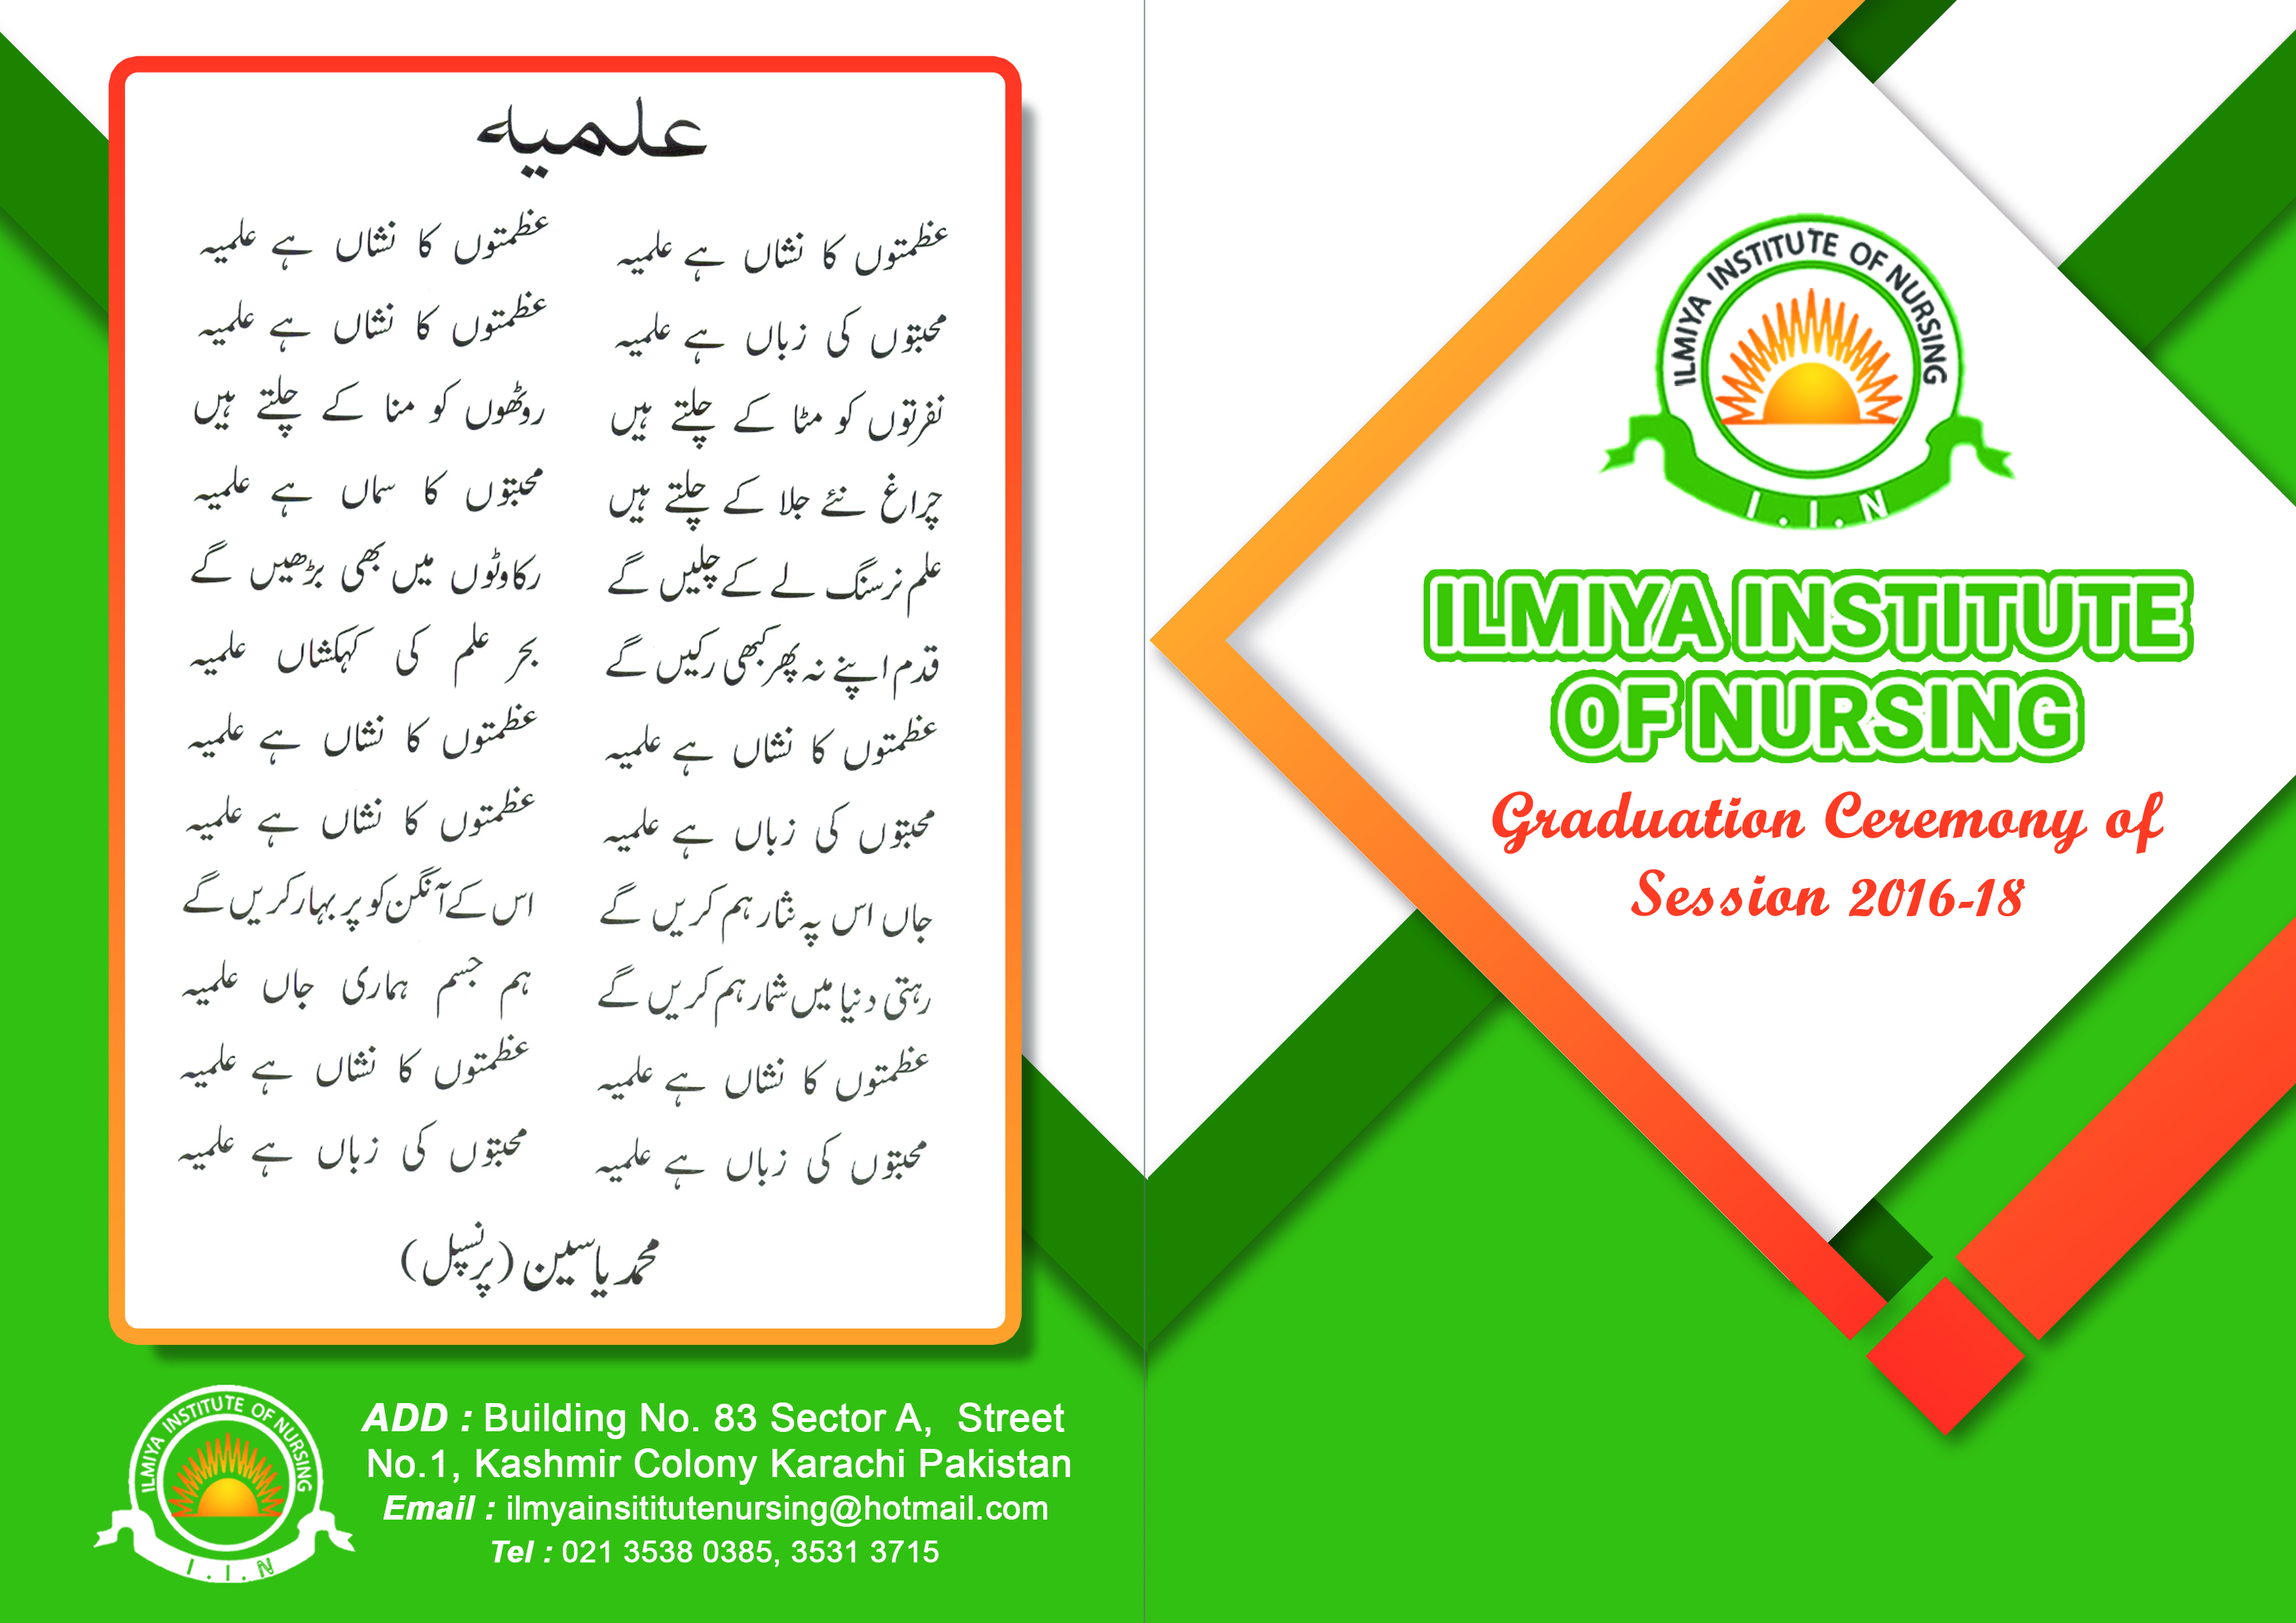 علمیہ
عظمتوں کا نشاں ہے علمیہ
عظمتوں کا نشاں ہے علمیہ
محبتوں کی زباں ہے علمیہ
عظمتوں کا نشاں ہے علمیہ
نفرتوں کو مٹا کے چلتے ہیں
روٹھوں کو منا کے چلتے ہیں
چراغ نئے جلا کے چلتے ہیں
محبتوں کا سماں ہے علمیہ
علم نرسنگ لے کے چلیں گے
رکاوٹوں میں بھی بڑھیں گے
قدم اپنے نہ پھر کبھی رکیں گے
بحر علم کی کہکشاں علمیہ
عظمتوں کا نشاں ہے علمیہ
عظمتوں کا نشاں ہے علمیہ
محبتوں کی زباں ہے علمیہ
عظمتوں کا نشاں ہے علمیہ
جاں اس پہ نثار ہم کریں گے
اس کے آنگن کو پر بہار کریں گے
رہتی دنیا میں شمار ہم کریں گے
ہم جسم ہماری جاں علمیہ
عظمتوں کا نشاں ہے علمیہ
عظمتوں کا نشاں ہے علمیہ
محبتوں کی زباں ہے علمیہ
محبتوں کی زباں ہے علمیہ
محمد یاسین (پرنسپل)
ILMIYA INSTITUTE OF NURSING
I.I.N
ADD : Building No. 83 Sector A, Street
No.1, Kashmir Colony Karachi Pakistan
Email : ilmyainsititutenursing@hotmail.com
Tel : 021 3538 0385, 3531 3715
ILMIYA INSTITUTE OF NURSING
I.I.N
ILMIYA INSTITUTE
OF NURSING
Graduation Ceremony of
Session 2016-18